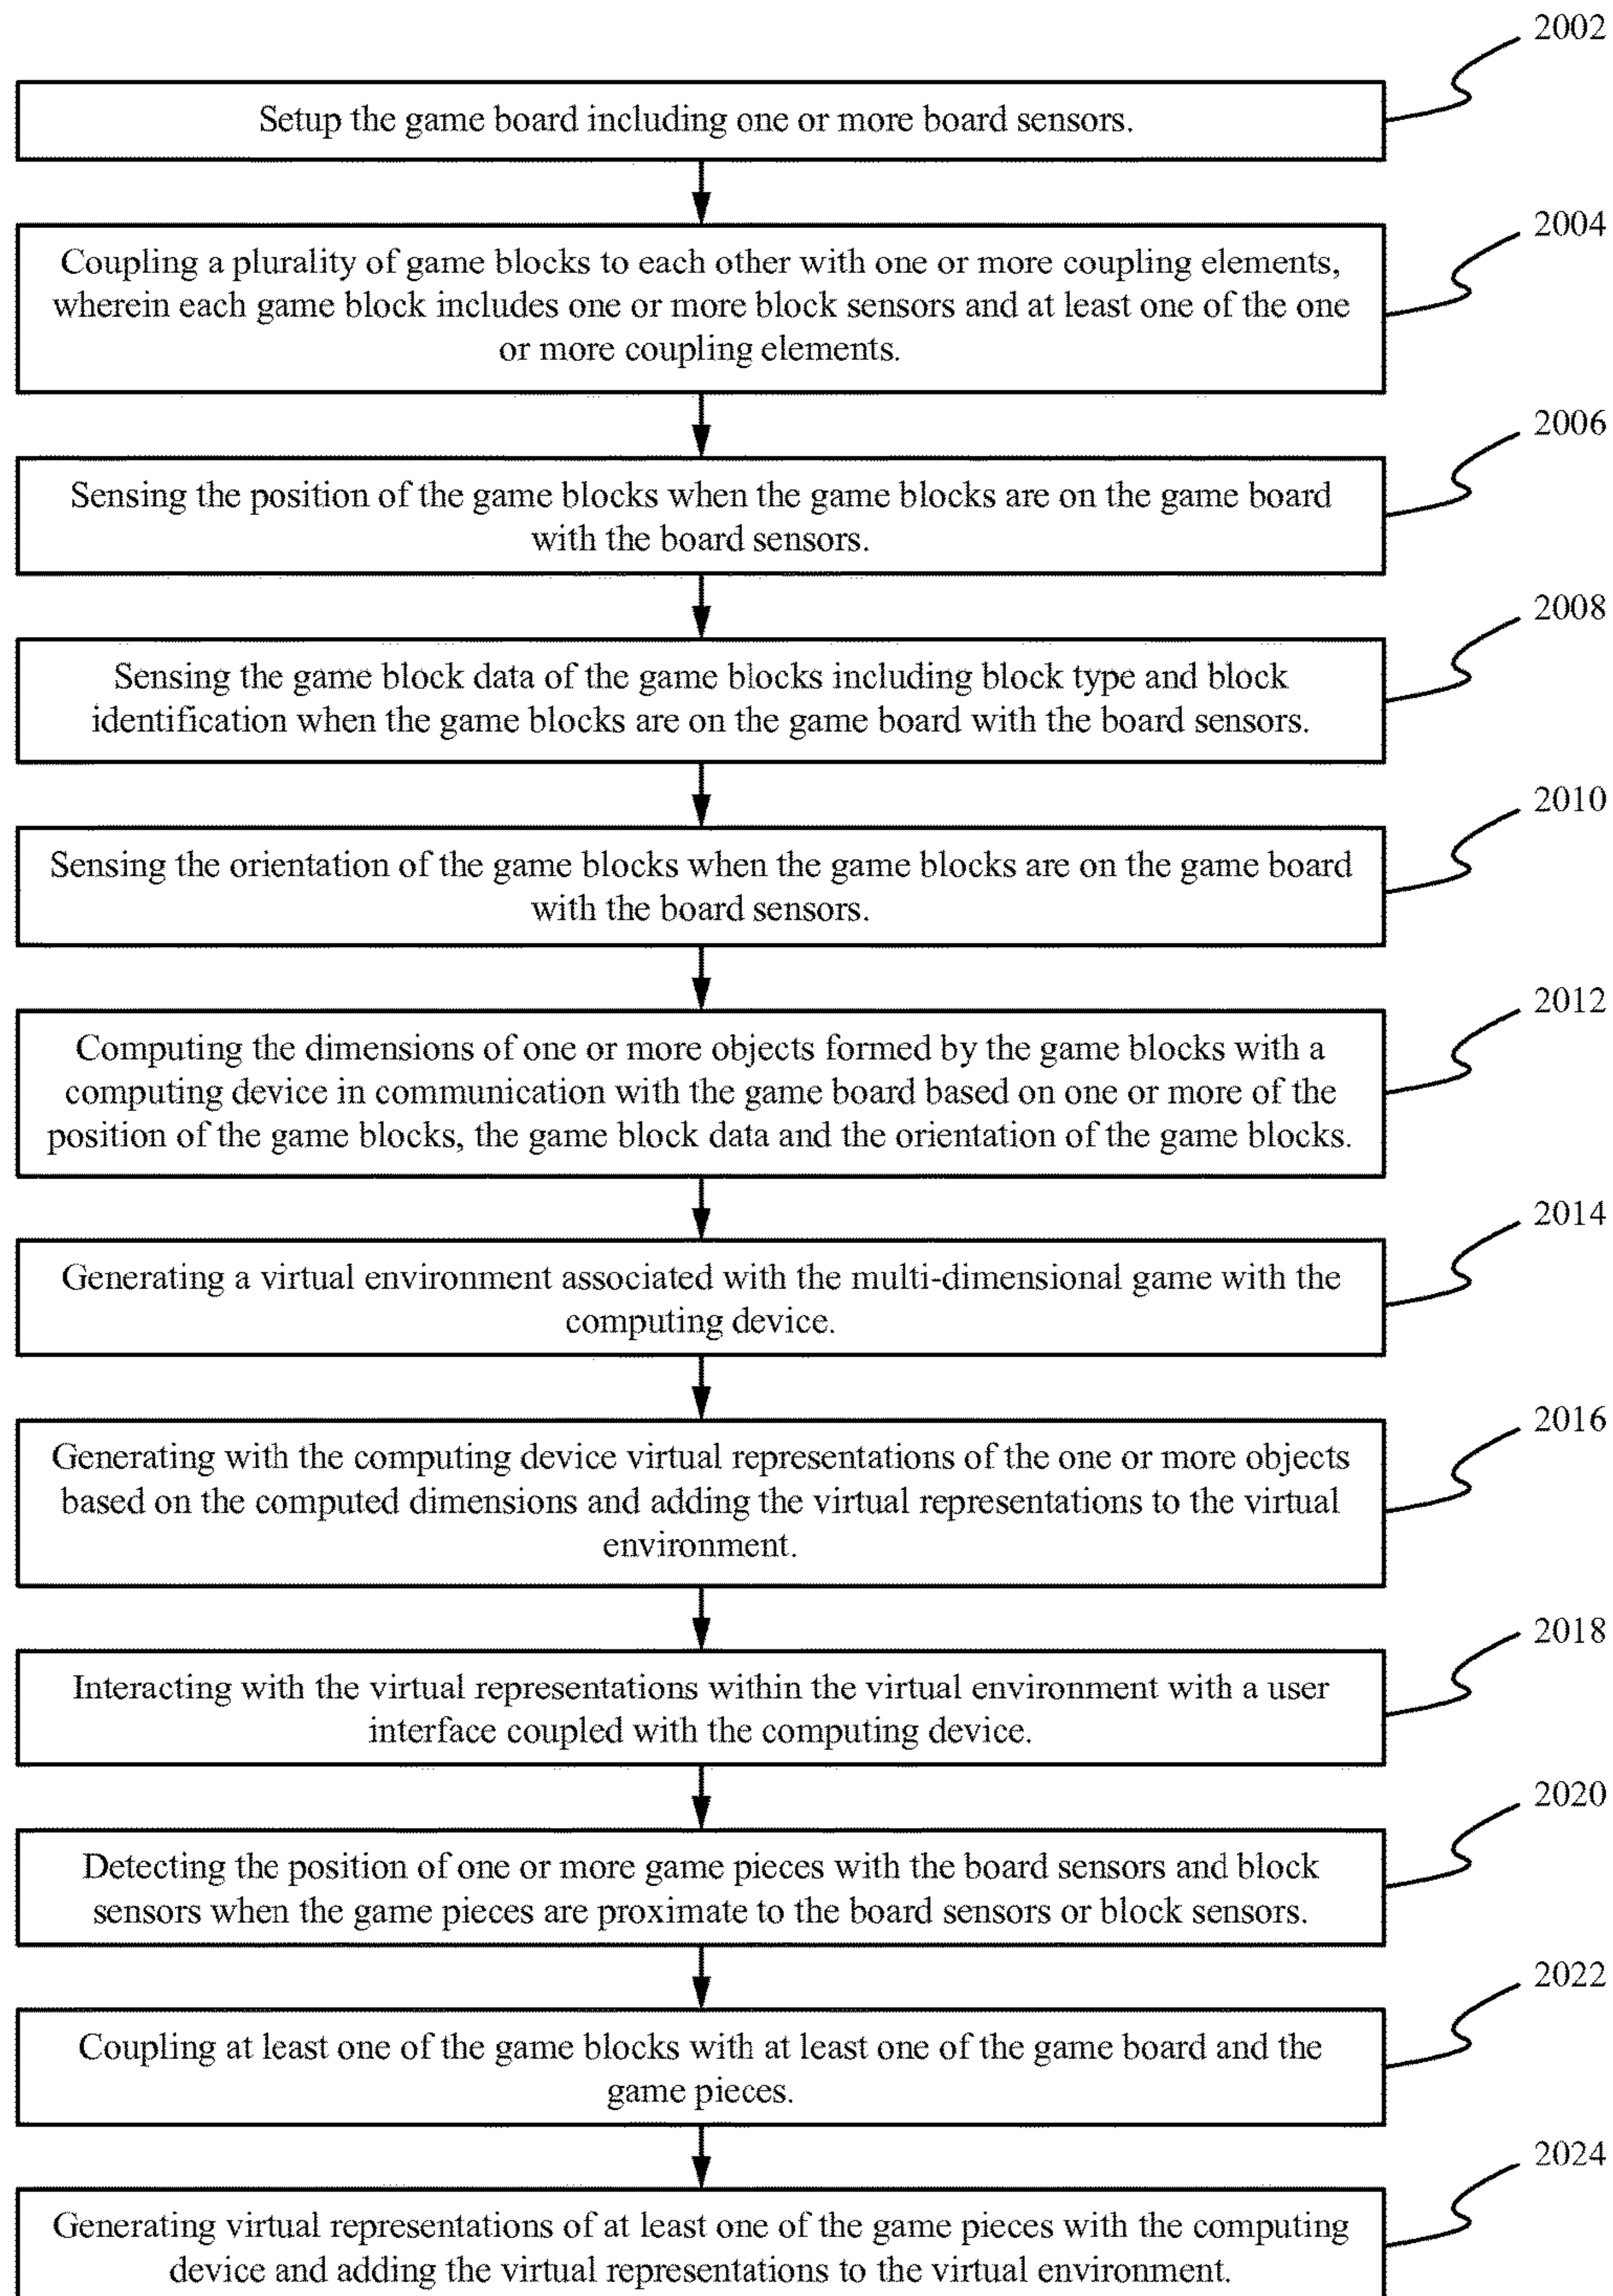 2002
Setup the game board including one or more board sensors.
2004
Coupling a plurality of game blocks to each other with one or more coupling elements,
wherein each game block includes one or more block sensors and at least one of the one
or more coupling elements.
2006
Sensing the position of the game blocks when the game blocks are on the game board
with the board sensors.
2008
Sensing the game block data of the game blocks including block type and block
identification when the game blocks are on the game board with the board sensors.
2010
Sensing the orientation of the game blocks when the game blocks are on the game board
with the board sensors.
2012
Computing the dimensions of one or more objects formed by the game blocks with a
computing device in communication with the game board based on one or more of the
position of the game blocks, the game block data and the orientation of the game blocks.
2014
Generating a virtual environment associated with the multi-dimensional game with the
computing device.
2016
Generating with the computing device virtual representations of the one or more objects
based on the computed dimensions and adding the virtual representations to the virtual
environment.
2018
Interacting with the virtual representations within the virtual environment with a user
interface coupled with the computing device.
2020
Detecting the position of one or more game pieces with the board sensors and block
sensors when the game pieces are proximate to the board sensors or block sensors.
2022
Coupling at least one of the game blocks with at least one of the game board and the
game pieces.
2024
Generating virtual representations of at least one of the game pieces with the computing
device and adding the virtual representations to the virtual environment.